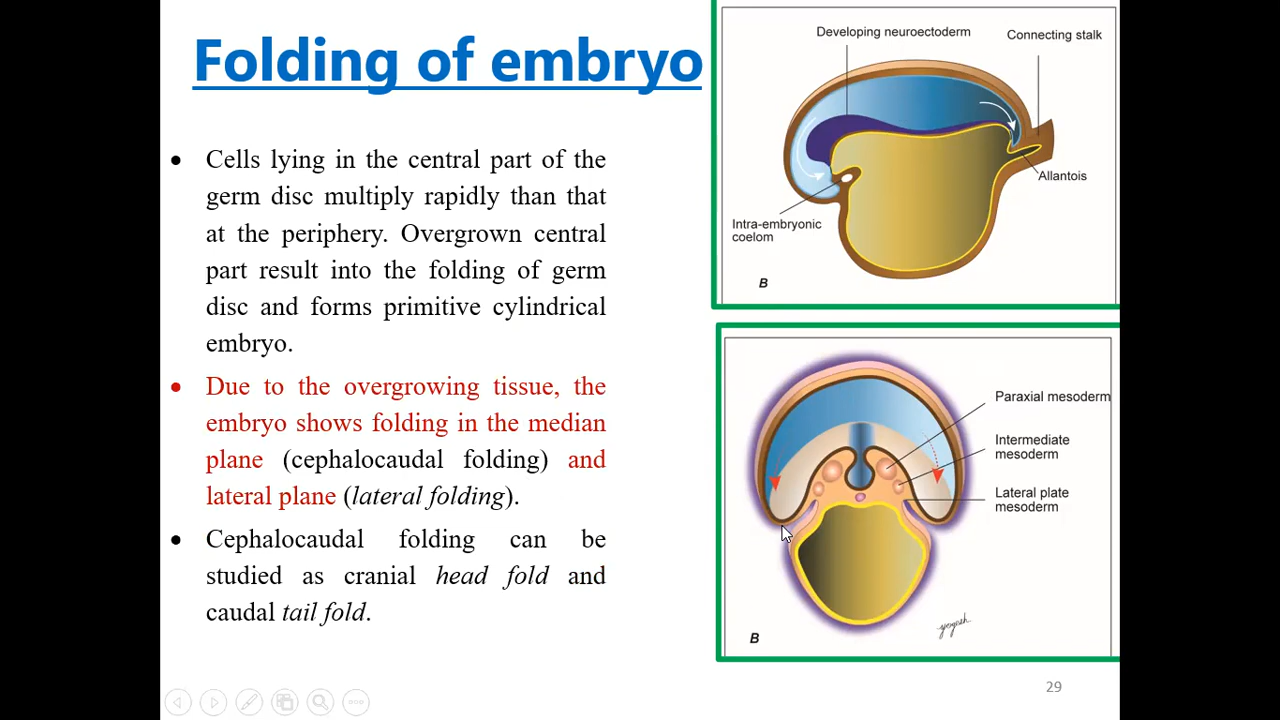 Folding of embryo
• Cells lying in the central part of the
germ disc multiply rapidly than that
at the periphery. Overgrown central
part result into the folding of germ
disc and forms primitive cylindrical
embryo.
• Due to the overgrowing tissue, the
embryo shows folding in the median
plane (cephalocaudal folding) and
lateral plane (lateral folding).
• Cephalocaudal folding can be
studied as cranial head fold and
caudal tail fold.
Developing neuroectoderm
Connecting stalk
Allantois
Intra-embryonic
coelom
B
Paraxial mesoderm
Intermediate
mesoderm
Lateral plate
mesoderm
B
yogesh
29